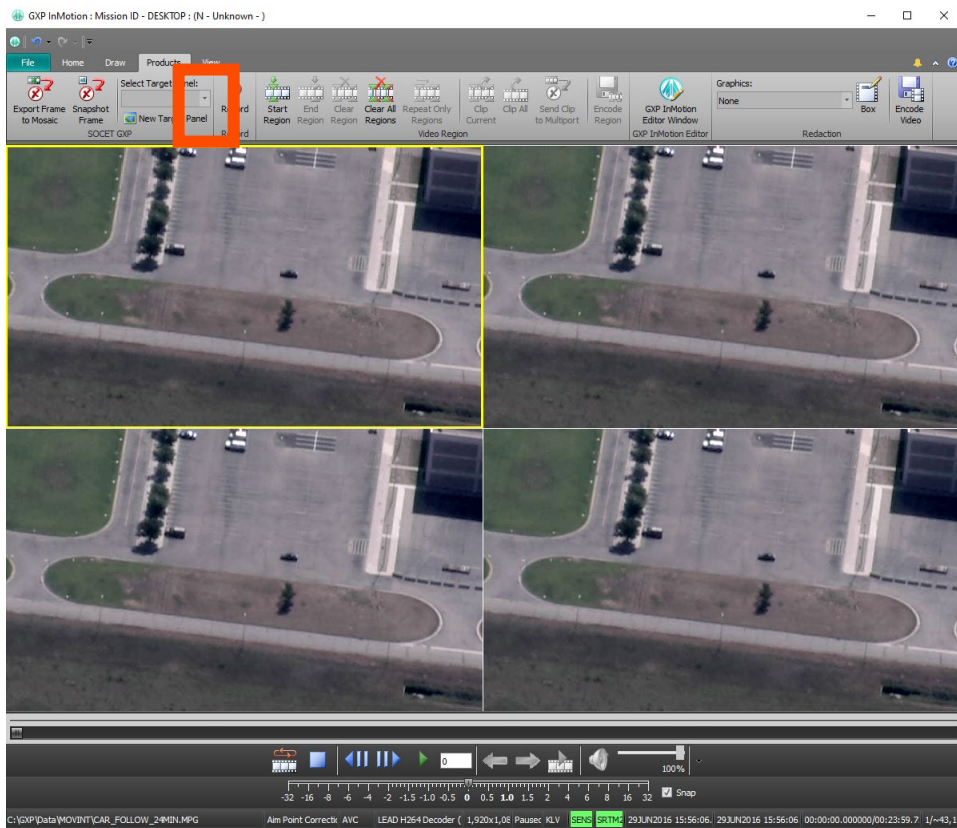 GXP InMotion : Mission ID - DESKTOP : (N - Unknown - )
File Home Draw Products View
Select Target Panel:
Export Frame to Mosaic
Snapshot Frame
New Target Panel
SOCET GXP
Record
Start Region
End Region
Clear Region
Clear All Regions
Repeat Only Regions
Clip Current
Clip All
Send Clip to Multiport
Encode Region
Video Region
GXP InMotion Editor Window
GXP InMotion Editor
Graphics:
None
Box
Redaction
Encode Video
0
100%
-32 -16 -8 -6 -4 -2 -1.5 -1.0 -0.5 0 0.5 1.0 1.5 2 4 6 8 16 32
Snap
C:\GXP\Data\MOVINT\CAR_FOLLOW_24MIN.MPG Aim Point Correctic AVC LEAD H264 Decoder ( 1,920x1,08 Pausec KLV SENS SRTM2 29JUN2016 15:56:06. 29JUN2016 15:56:06 00:00:00.000000/00:23:59.7 1/~43,1